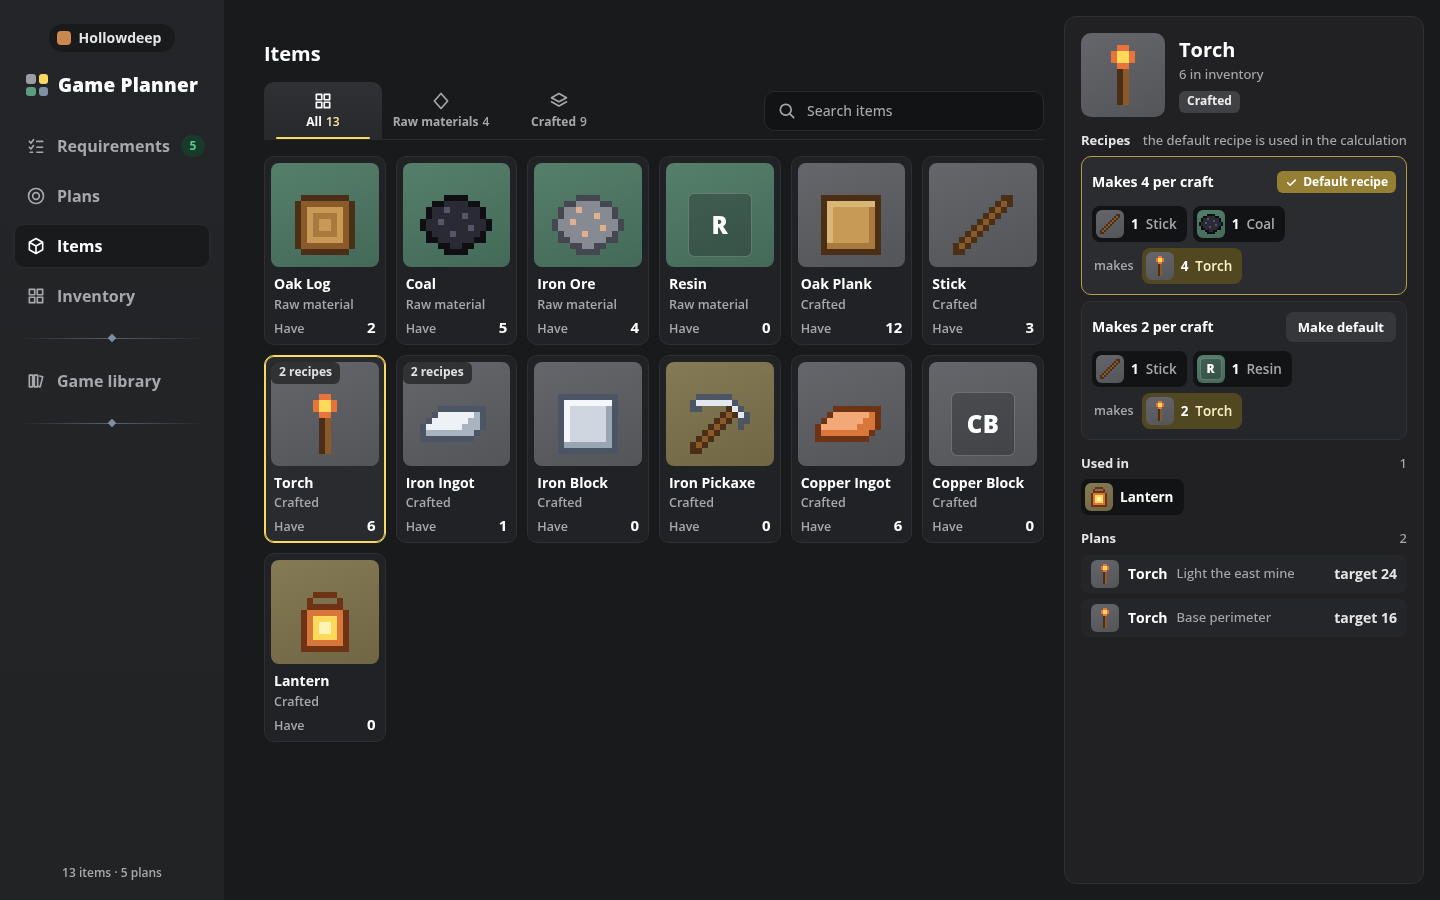 Hollowdeep
Game Planner
Requirements 5
Plans
Items
Inventory
Game library
13 items · 5 plans
Items
All 13
Raw materials 4
Crafted 9
Search items
Oak Log
Raw material
Have 2
Coal
Raw material
Have 5
Iron Ore
Raw material
Have 4
R
Resin
Raw material
Have 0
Oak Plank
Crafted
Have 12
Stick
Crafted
Have 3
2 recipes
Torch
Crafted
Have 6
2 recipes
Iron Ingot
Crafted
Have 1
Iron Block
Crafted
Have 0
Iron Pickaxe
Crafted
Have 0
Copper Ingot
Crafted
Have 6
CB
Copper Block
Crafted
Have 0
Lantern
Crafted
Have 0
Torch
6 in inventory
Crafted
Recipes the default recipe is used in the calculation
Makes 4 per craft Default recipe
1 Stick 1 Coal
makes 4 Torch
Makes 2 per craft Make default
1 Stick R 1 Resin
makes 2 Torch
Used in 1
Lantern
Plans 2
Torch Light the east mine target 24
Torch Base perimeter target 16